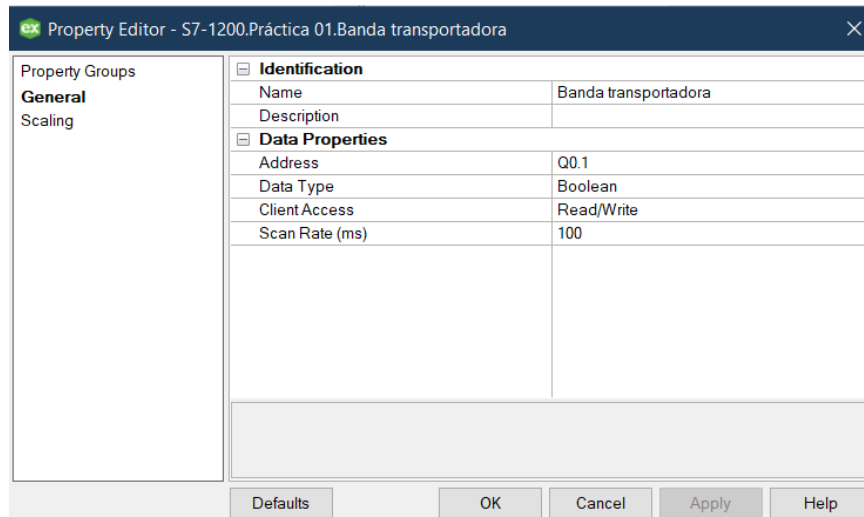 ex Property Editor - S7-1200.Práctica 01.Banda transportadora
Property Groups
General
Scaling
Identification
Name Banda transportadora
Description
Data Properties
Address Q0.1
Data Type Boolean
Client Access Read/Write
Scan Rate (ms) 100
Defaults OK Cancel Apply Help